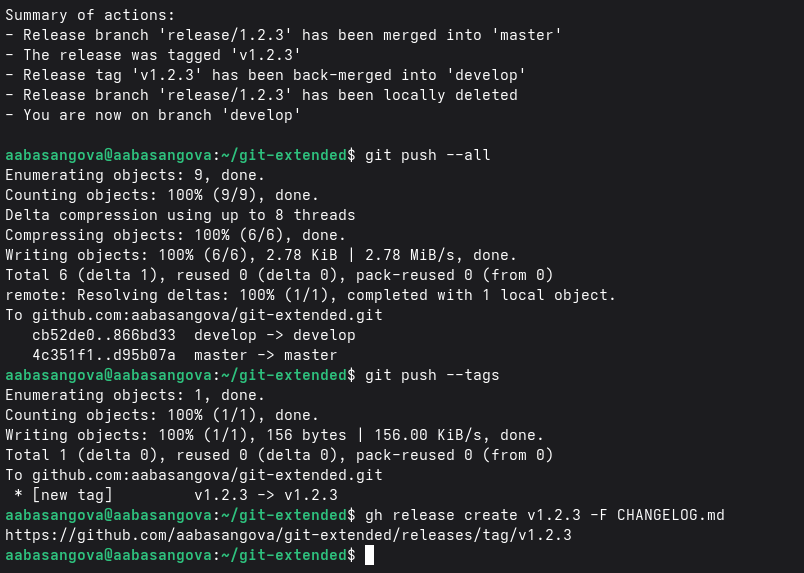 Summary of actions:
- Release branch 'release/1.2.3' has been merged into 'master'
- The release was tagged 'v1.2.3'
- Release tag 'v1.2.3' has been back-merged into 'develop'
- Release branch 'release/1.2.3' has been locally deleted
- You are now on branch 'develop'

aabasangova@aabasangova:~/git-extended$ git push --all
Enumerating objects: 9, done.
Counting objects: 100% (9/9), done.
Delta compression using up to 8 threads
Compressing objects: 100% (6/6), done.
Writing objects: 100% (6/6), 2.78 KiB | 2.78 MiB/s, done.
Total 6 (delta 1), reused 0 (delta 0), pack-reused 0 (from 0)
remote: Resolving deltas: 100% (1/1), completed with 1 local object.
To github.com:aabasangova/git-extended.git
   cb52de0..866bd33  develop -> develop
   4c351f1..d95b07a  master -> master
aabasangova@aabasangova:~/git-extended$ git push --tags
Enumerating objects: 1, done.
Counting objects: 100% (1/1), done.
Writing objects: 100% (1/1), 156 bytes | 156.00 KiB/s, done.
Total 1 (delta 0), reused 0 (delta 0), pack-reused 0 (from 0)
To github.com:aabasangova/git-extended.git
 * [new tag]         v1.2.3 -> v1.2.3
aabasangova@aabasangova:~/git-extended$ gh release create v1.2.3 -F CHANGELOG.md
https://github.com/aabasangova/git-extended/releases/tag/v1.2.3
aabasangova@aabasangova:~/git-extended$